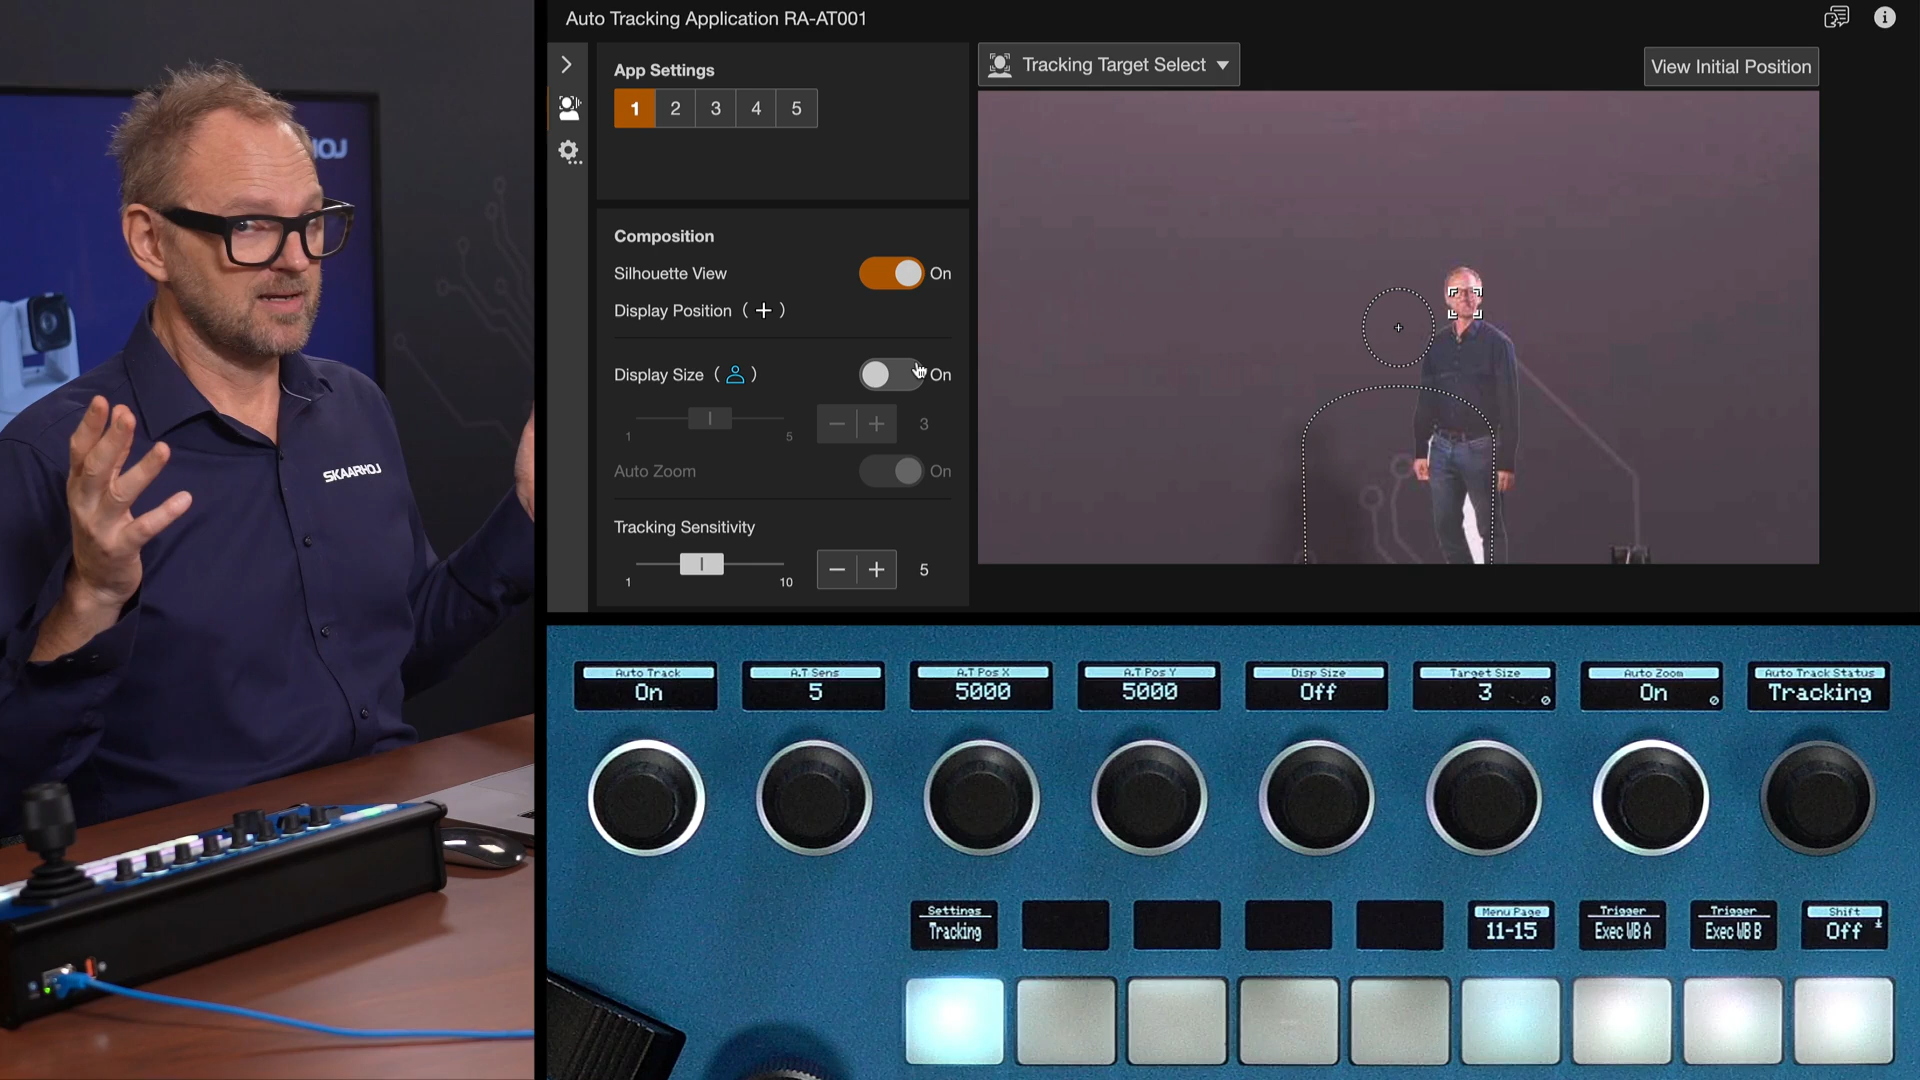 HOJ
SKAARHOJ
Auto Tracking Application RA-AT001
App Settings
1 2 3 4 5
Tracking Target Select
View Initial Position
Composition
Silhouette View On
Display Position ( + )
Display Size ( ) On
1 5 − + 3
Auto Zoom On
Tracking Sensitivity
1 10 − + 5
Auto Track
On
A.T Sens
5
A.T Pos X
5000
A.T Pos Y
5000
Disp Size
Off
Target Size
3
Auto Zoom
On
Auto Track Status
Tracking
Settings
Tracking
Menu Page
11-15
Trigger
Exec WB A
Trigger
Exec WB B
Shift
Off